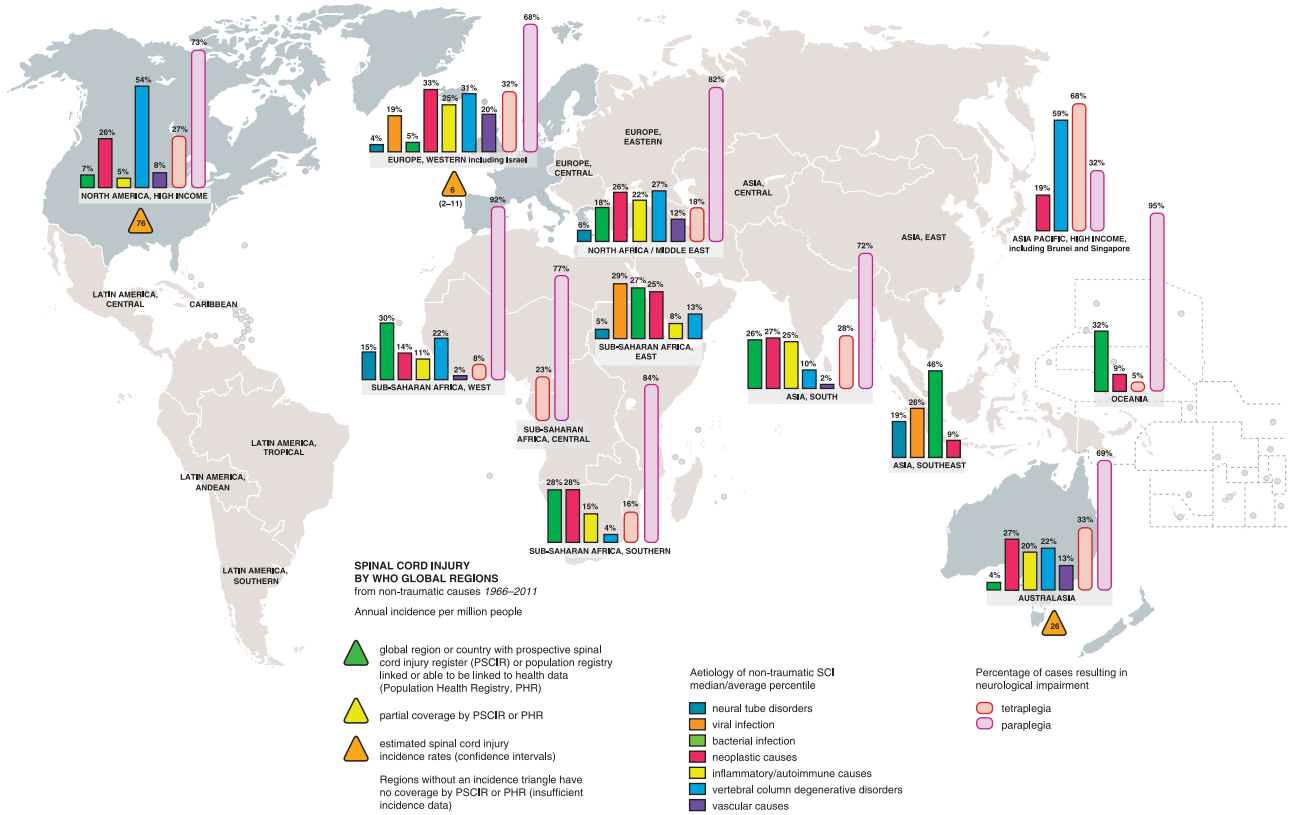 73%
54%
26%
27%
7%
5%
8%
NORTH AMERICA, HIGH INCOME
76
68%
33%
25%
31%
32%
19%
20%
4%
5%
EUROPE, WESTERN including Israel
6
(2–11)
EUROPE,
EASTERN
EUROPE,
CENTRAL
ASIA,
CENTRAL
ASIA, EAST
82%
26%
27%
22%
18%
18%
12%
6%
NORTH AFRICA / MIDDLE EAST
68%
59%
32%
19%
ASIA PACIFIC, HIGH INCOME,
including Brunei and Singapore
LATIN AMERICA,
CENTRAL
CARIBBEAN
92%
30%
22%
15%
14%
11%
8%
2%
SUB-SAHARA AFRICA, WEST
77%
23%
SUB-SAHARAN
AFRICA, CENTRAL
29%
27%
25%
13%
8%
5%
SUB-SAHARAN AFRICA,
EAST
72%
26%
27%
25%
28%
10%
2%
ASIA, SOUTH
95%
32%
9%
5%
OCEANIA
46%
26%
19%
9%
ASIA, SOUTHEAST
84%
28%
28%
15%
16%
4%
SUB-SAHARAN AFRICA, SOUTHERN
69%
33%
27%
20%
22%
13%
4%
AUSTRALASIA
26
LATIN AMERICA,
TROPICAL
LATIN AMERICA,
ANDEAN
LATIN AMERICA,
SOUTHERN
SPINAL CORD INJURY
BY WHO GLOBAL REGIONS
from non-traumatic causes 1966–2011
Annual incidence per million people
global region or country with prospective spinal
cord injury register (PSCIR) or population registry
linked or able to be linked to health data
(Population Health Registry, PHR)
partial coverage by PSCIR or PHR
estimated spinal cord injury
incidence rates (confidence intervals)
Regions without an incidence triangle have
no coverage by PSCIR or PHR (insufficient
incidence data)
Aetiology of non-traumatic SCI
median/average percentile
neural tube disorders
viral infection
bacterial infection
neoplastic causes
inflammatory/autoimmune causes
vertebral column degenerative disorders
vascular causes
Percentage of cases resulting in
neurological impairment
tetraplegia
paraplegia